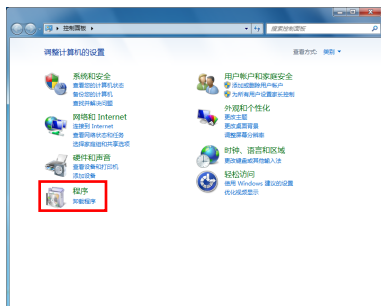 控制面板
搜索控制面板
调整计算机的设置
查看方式: 类别
系统和安全
查看您的计算机状态
备份您的计算机
查找并解决问题
网络和 Internet
连接到 Internet
查看网络状态和任务
选择家庭组和共享选项
硬件和声音
查看设备和打印机
添加设备
程序
卸载程序
用户帐户和家庭安全
添加或删除用户帐户
为所有用户设置家长控制
外观和个性化
更改主题
更改桌面背景
调整屏幕分辨率
时钟、语言和区域
更改键盘或其他输入法
轻松访问
使用 Windows 建议的设置
优化视频显示